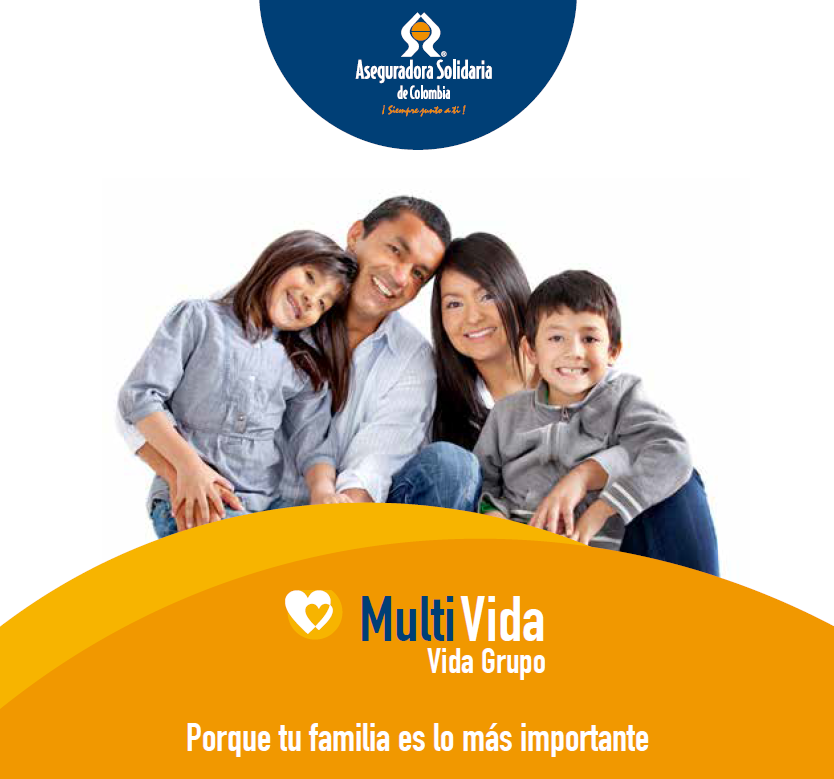 Aseguradora Solidaria
de Colombia
¡ Siempre junto a ti !
MultiVida
Vida Grupo
Porque tu familia es lo más importante